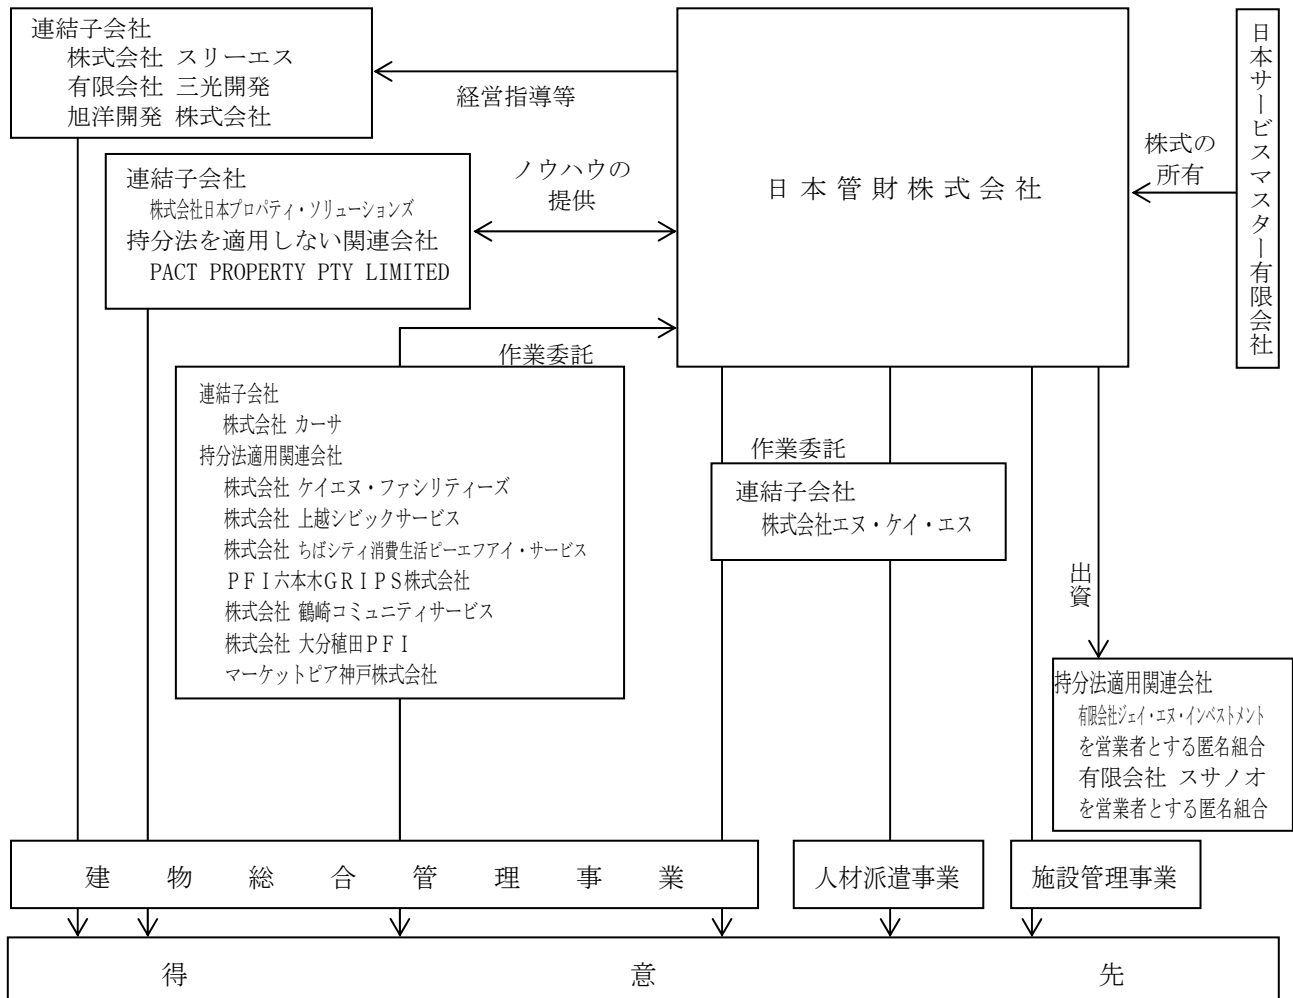 連結子会社
株式会社 スリーエス
有限会社 三光開発
旭洋開発 株式会社
経営指導等
日本管財株式会社
日本サービスマスター有限会社
株式の
所有
連結子会社
株式会社日本プロパティ・ソリューションズ
持分法を適用しない関連会社
PACT PROPERTY PTY LIMITED
ノウハウの
提供
作業委託
連結子会社
株式会社 カーサ
持分法適用関連会社
株式会社 ケイエヌ・ファシリティーズ
株式会社 上越シビックサービス
株式会社 ちばシティ消費生活ピーエフアイ・サービス
PFI六本木GRIPS株式会社
株式会社 鶴崎コミュニティサービス
株式会社 大分稙田PFI
マーケットピア神戸株式会社
作業委託
連結子会社
株式会社エヌ・ケイ・エス
出資
持分法適用関連会社
有限会社ジェイ・エヌ・インベストメント
を営業者とする匿名組合
有限会社 スサノオ
を営業者とする匿名組合
建物総合管理事業
人材派遣事業
施設管理事業
得意先